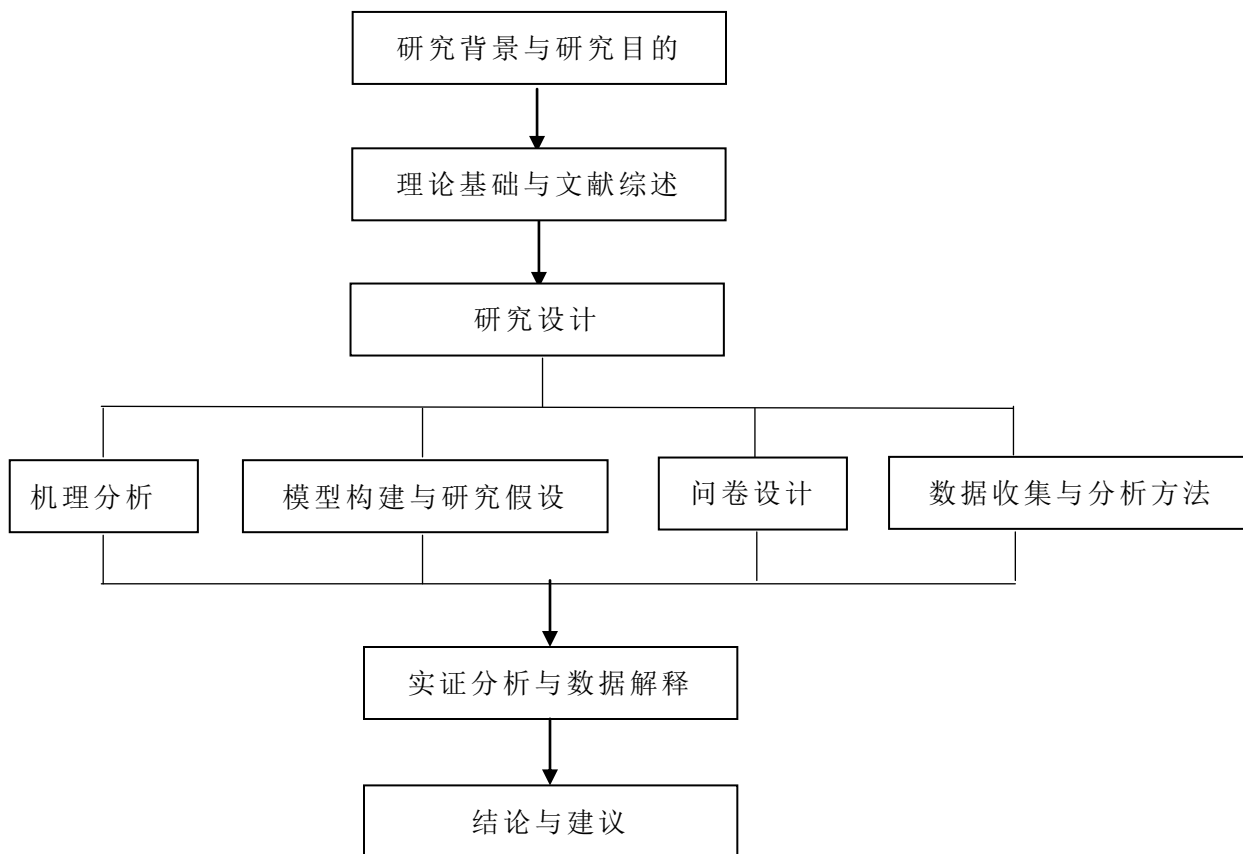 研究背景与研究目的
理论基础与文献综述
研究设计
机理分析
模型构建与研究假设
问卷设计
数据收集与分析方法
实证分析与数据解释
结论与建议